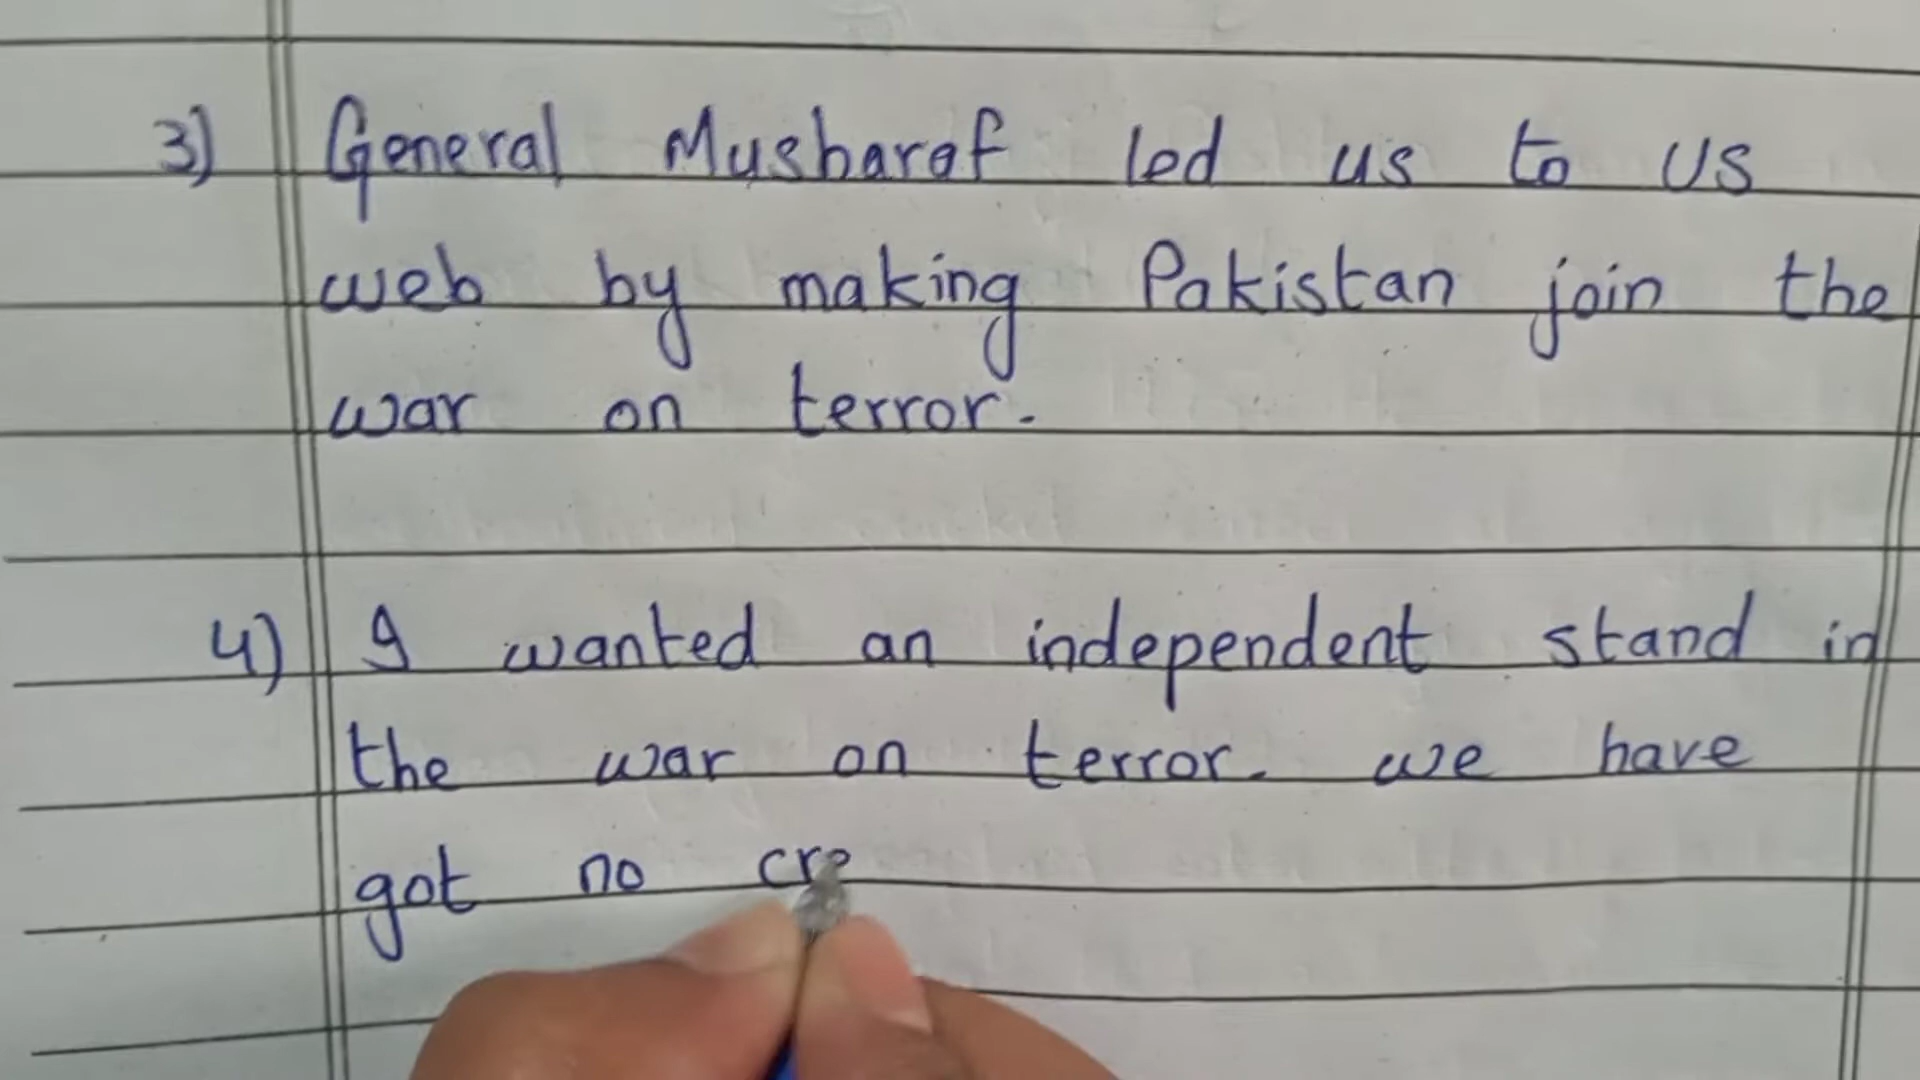 3) General Musharaf led us to US
web by making Pakistan join the
war on terror.
4) I wanted an independent stand in
the war on terror. we have
got no cre